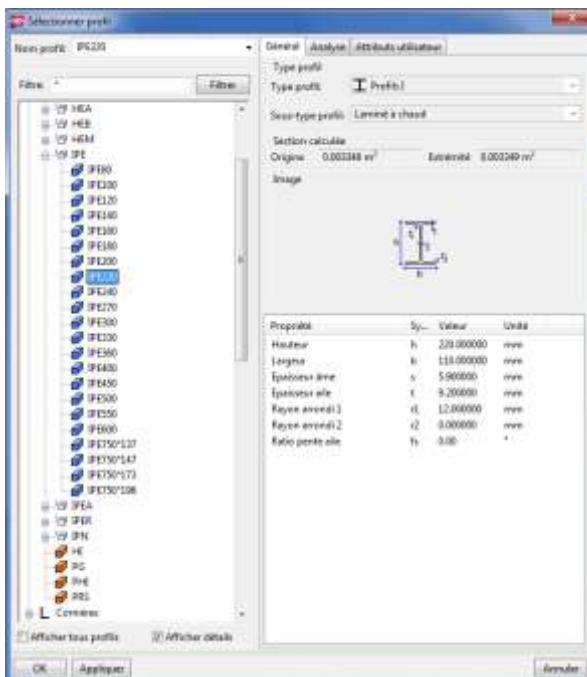 Sélectionner profil
Nom profil: IPE220
Filtre: *
Filtrer
HEA
HEB
HEM
IPE
IPE80
IPE100
IPE120
IPE140
IPE160
IPE180
IPE200
IPE220
IPE240
IPE270
IPE300
IPE330
IPE360
IPE400
IPE450
IPE500
IPE550
IPE600
IPE750*137
IPE750*147
IPE750*173
IPE750*196
IPEA
IPER
IPN
HE
PHI
PRS
Cornières
Afficher tous profils
Afficher détails
Général Analyse Attributs utilisateur
Type profil
Type profil: Profils I
Sous-type profil: Laminé à chaud
Section calculée
Origine 0.003340 m² Extrémité 0.003340 m²
Image
Propriété Sy... Valeur Unité
Hauteur h 220.000000 mm
Largeur b 110.000000 mm
Epaisseur âme s 5.900000 mm
Epaisseur aile t 9.200000 mm
Rayon arrondi 1 r1 12.000000 mm
Rayon arrondi 2 r2 0.000000 mm
Ratio pente aile fs 0.00 °
OK Appliquer Annuler